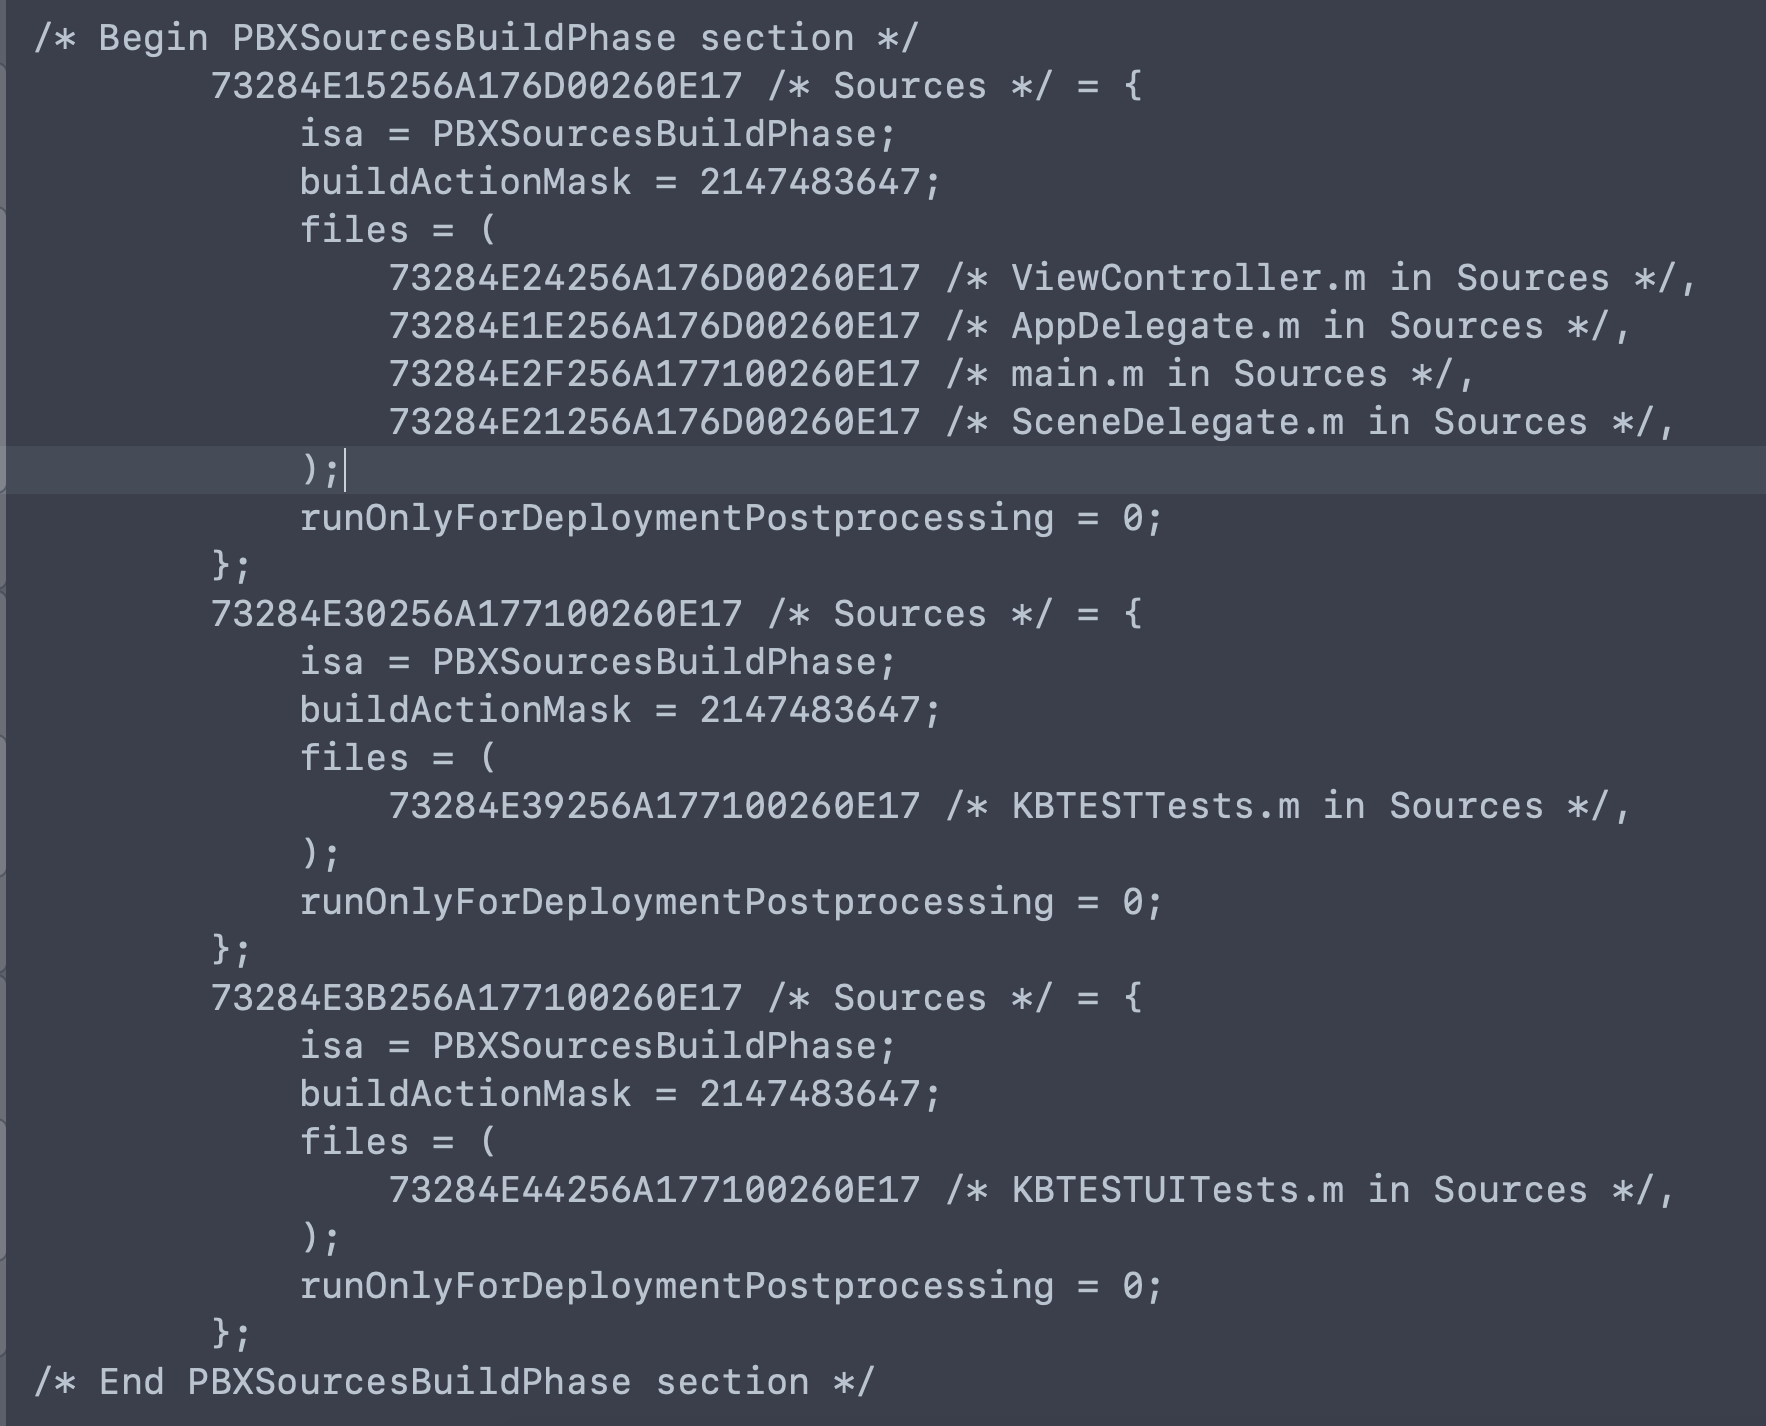 /* Begin PBXSourcesBuildPhase section */
73284E15256A176D00260E17 /* Sources */ = {
isa = PBXSourcesBuildPhase;
buildActionMask = 2147483647;
files = (
73284E24256A176D00260E17 /* ViewController.m in Sources */,
73284E1E256A176D00260E17 /* AppDelegate.m in Sources */,
73284E2F256A177100260E17 /* main.m in Sources */,
73284E21256A176D00260E17 /* SceneDelegate.m in Sources */,
);
runOnlyForDeploymentPostprocessing = 0;
};
73284E30256A177100260E17 /* Sources */ = {
isa = PBXSourcesBuildPhase;
buildActionMask = 2147483647;
files = (
73284E39256A177100260E17 /* KBTESTTests.m in Sources */,
);
runOnlyForDeploymentPostprocessing = 0;
};
73284E3B256A177100260E17 /* Sources */ = {
isa = PBXSourcesBuildPhase;
buildActionMask = 2147483647;
files = (
73284E44256A177100260E17 /* KBTESTUITests.m in Sources */,
);
runOnlyForDeploymentPostprocessing = 0;
};
/* End PBXSourcesBuildPhase section */